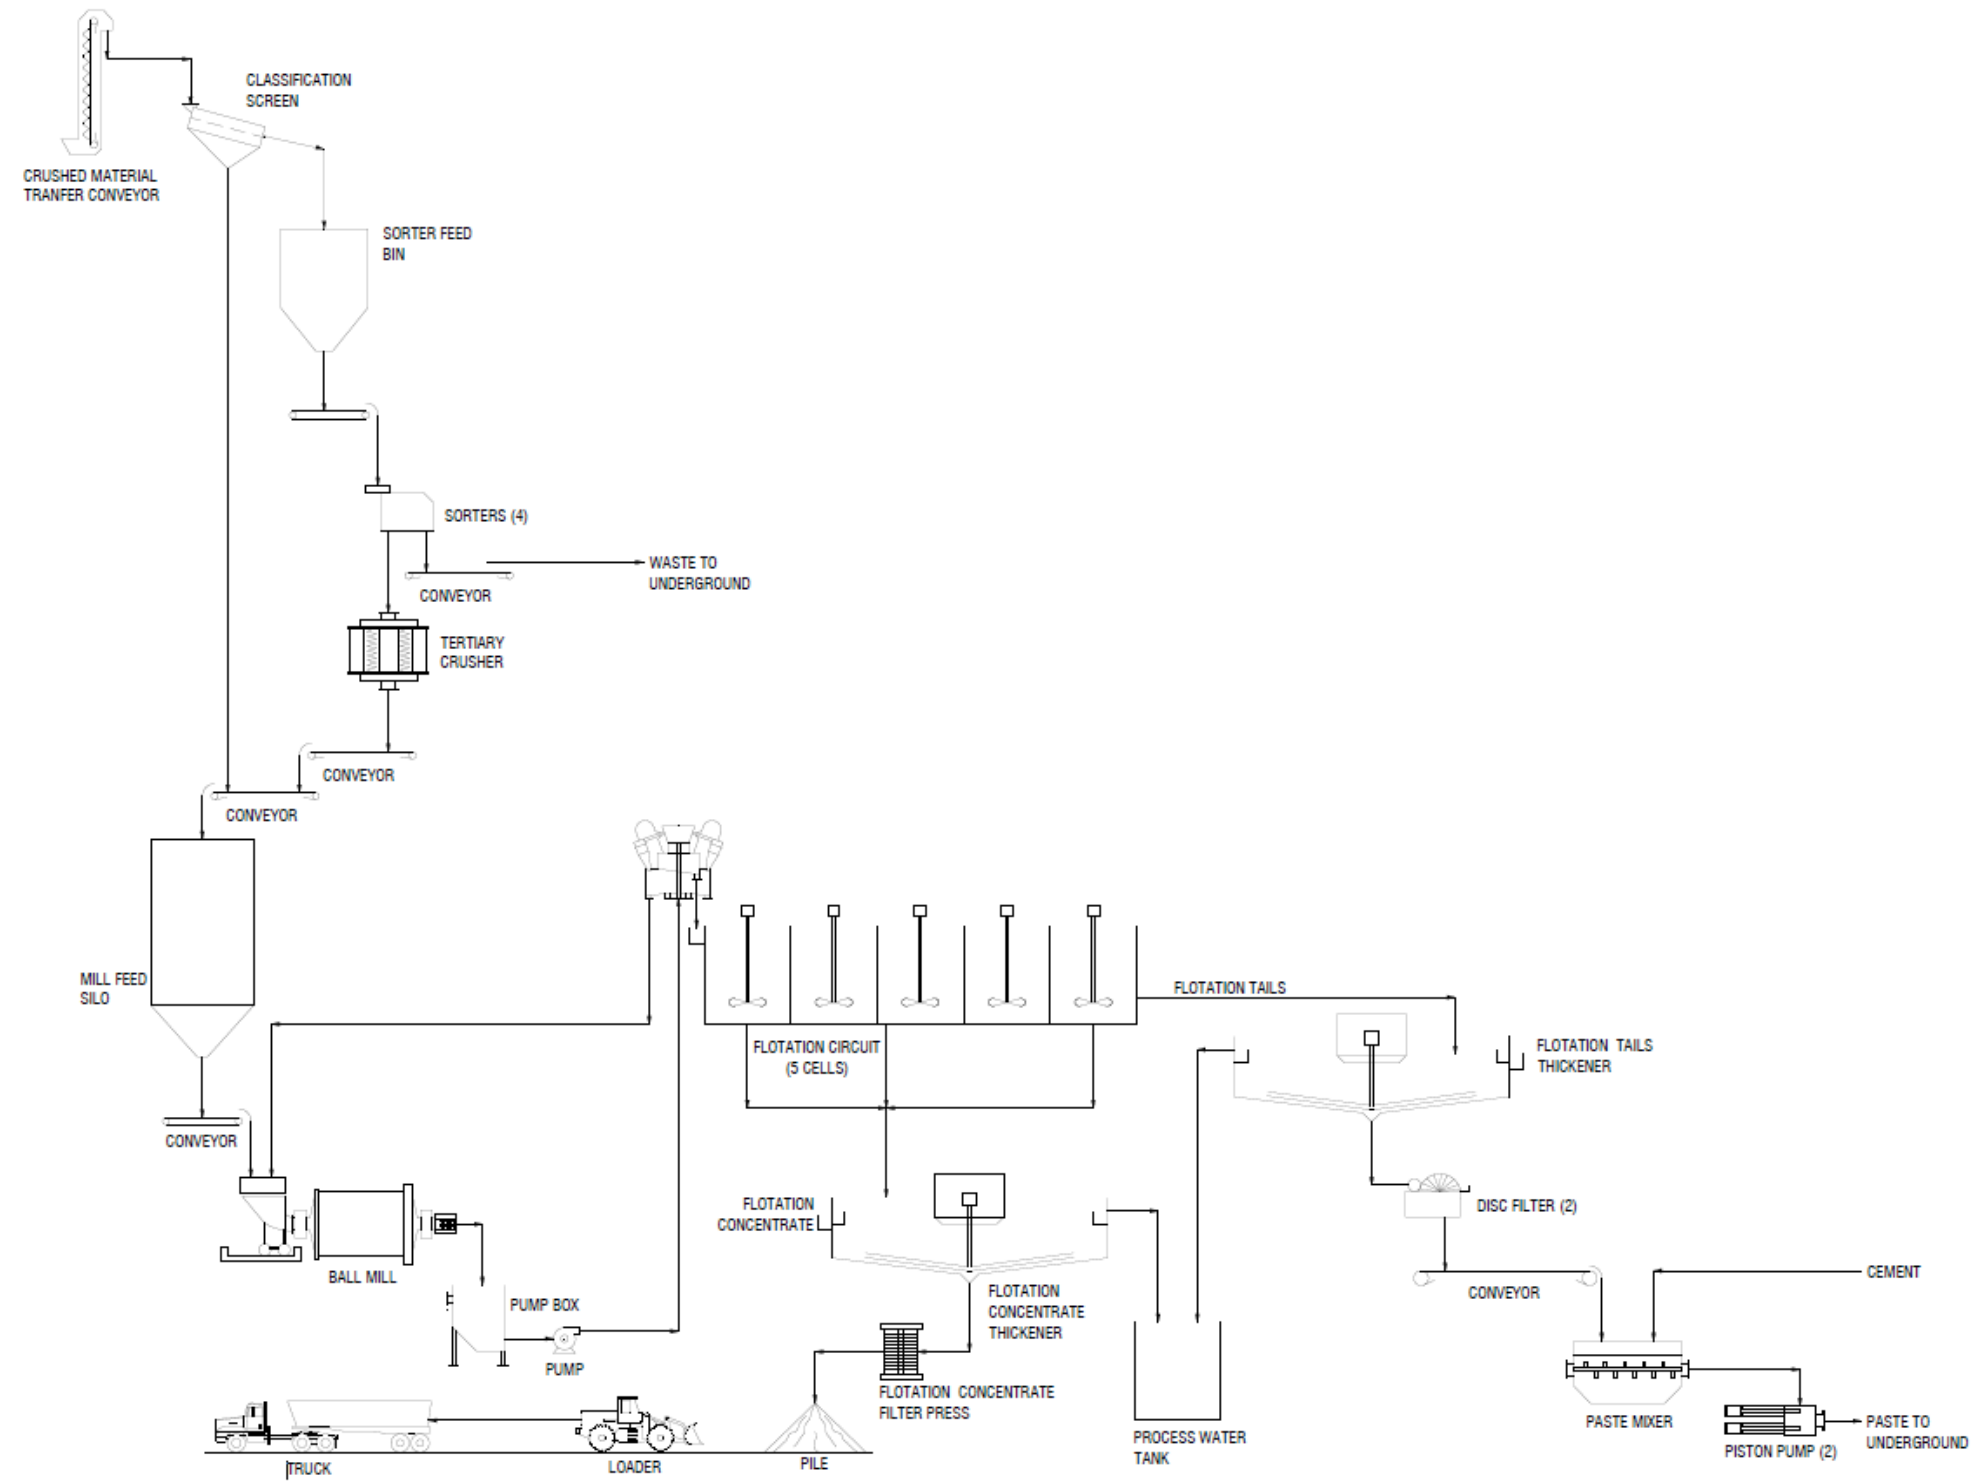 CLASSIFICATION
SCREEN
CRUSHED MATERIAL
TRANFER CONVEYOR
SORTER FEED
BIN
SORTERS (4)
WASTE TO
UNDERGROUND
CONVEYOR
TERTIARY
CRUSHER
CONVEYOR
CONVEYOR
MILL FEED
SILO
CONVEYOR
BALL MILL
PUMP BOX
PUMP
FLOTATION CIRCUIT
(5 CELLS)
FLOTATION TAILS
FLOTATION TAILS
THICKENER
FLOTATION
CONCENTRATE
FLOTATION
CONCENTRATE
THICKENER
DISC FILTER (2)
CONVEYOR
CEMENT
FLOTATION CONCENTRATE
FILTER PRESS
PROCESS WATER
TANK
PASTE MIXER
PISTON PUMP (2)
PASTE TO
UNDERGROUND
TRUCK
LOADER
PILE